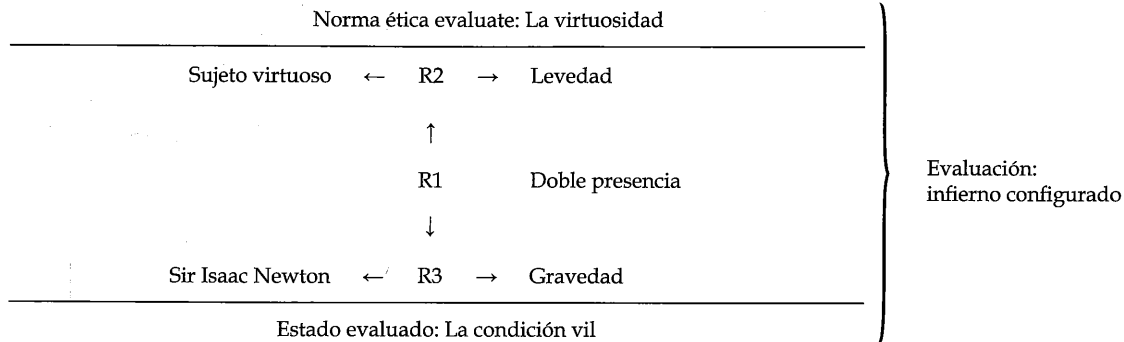 Norma ética evaluate: La virtuosidad
Sujeto virtuoso ← R2 → Levedad
↑
R1 Doble presencia
↓
Sir Isaac Newton ← R3 → Gravedad
Estado evaluado: La condición vil
Evaluación:
infierno configurado